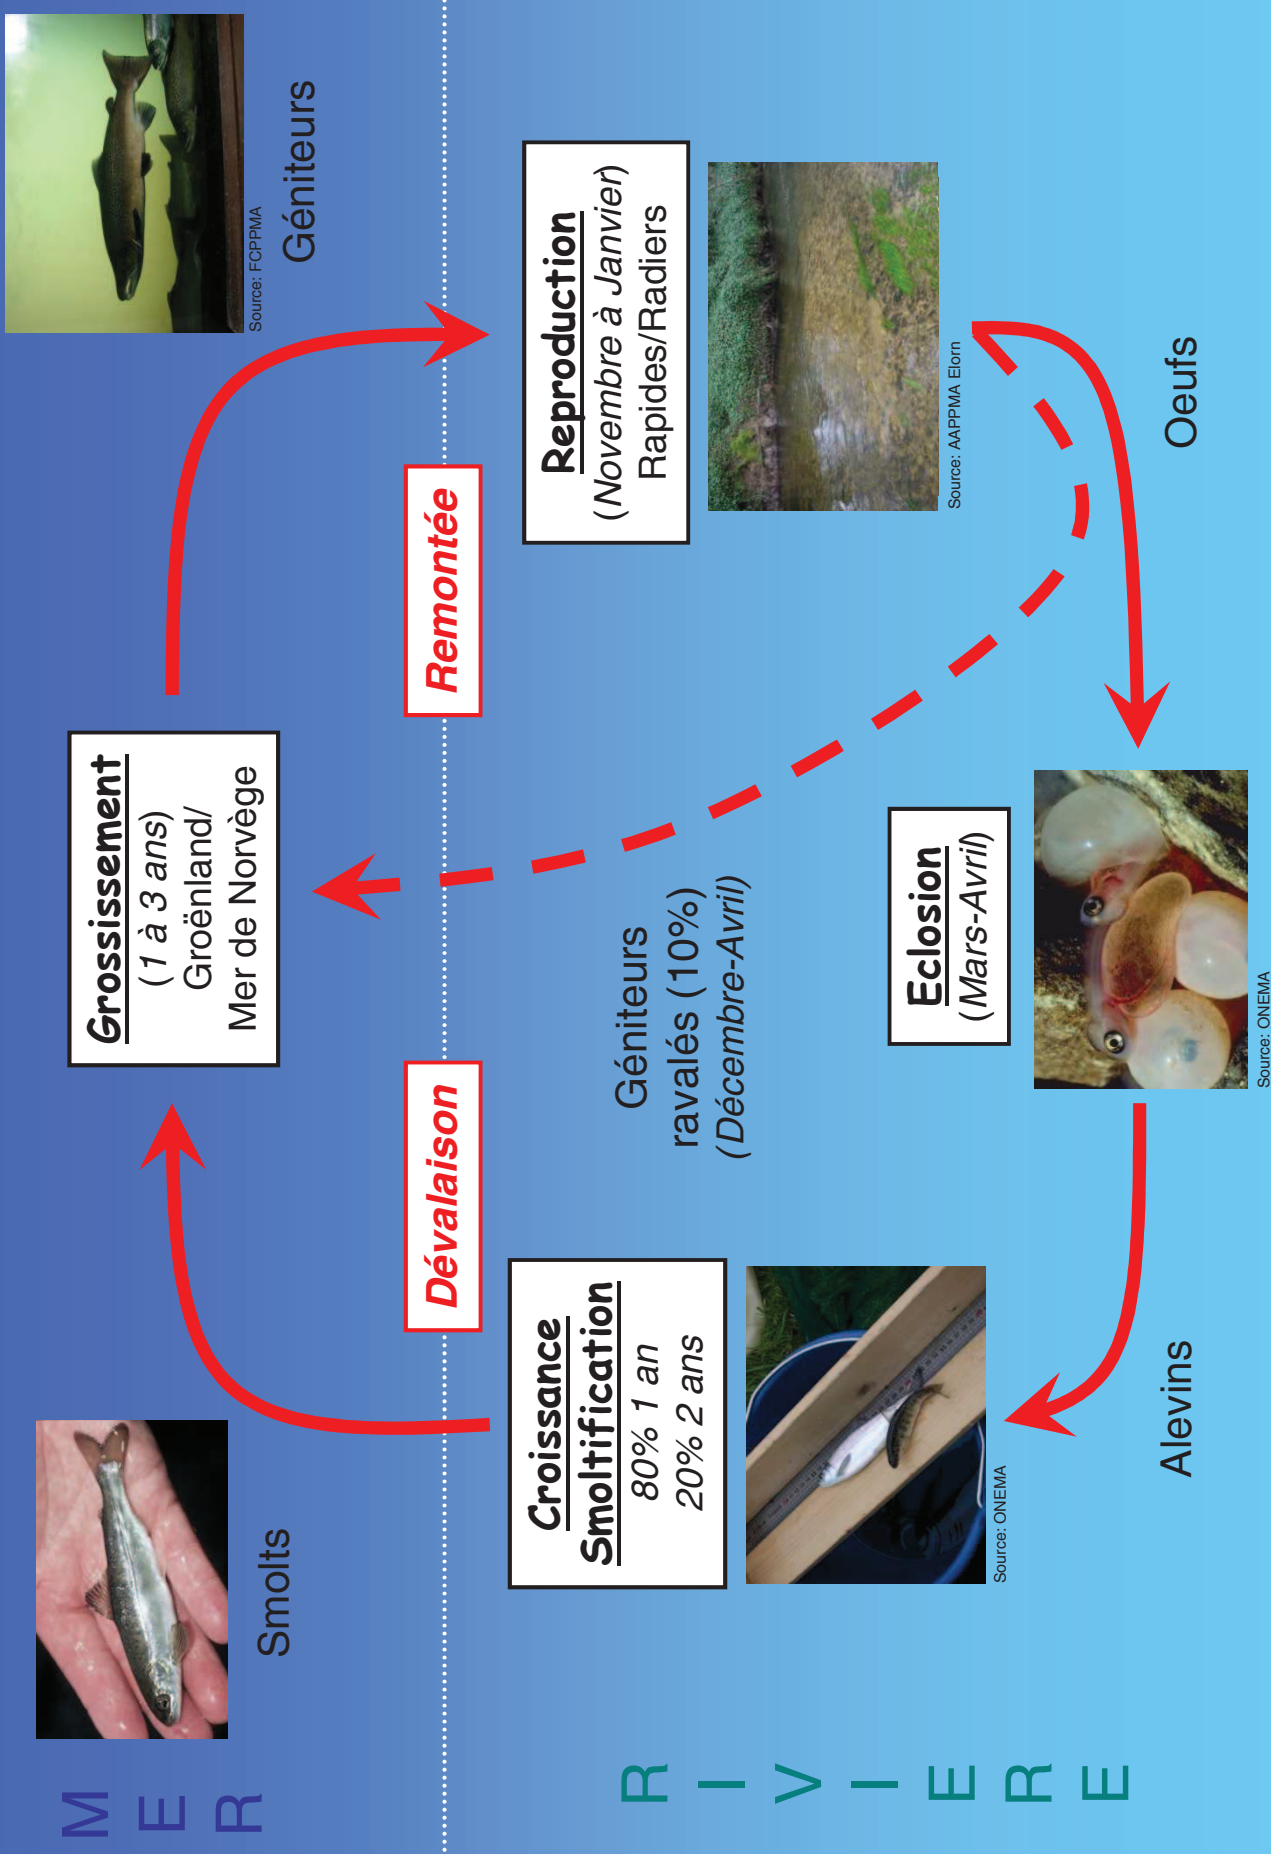 M
E
R
Smolts
Grossissement
(1 à 3 ans)
Groënland/
Mer de Norvège
Source: FCPPMA
Géniteurs
Dévalaison
Remontée
R
I
V
I
E
R
E
Croissance
Smoltification
80% 1 an
20% 2 ans
Source: ONEMA
Géniteurs
ravalés (10%)
(Décembre-Avril)
Reproduction
(Novembre à Janvier)
Rapides/Radiers
Source: AAPPMA Elorn
Eclosion
(Mars-Avril)
Source: ONEMA
Alevins
Oeufs